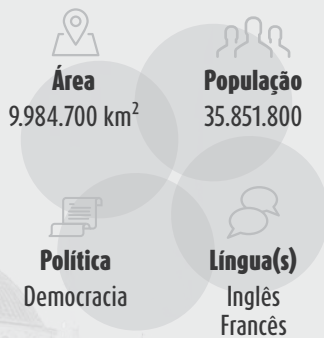 Área
9.984.700 km²
População
35.851.800
Política
Democracia
Língua(s)
Inglês
Francês